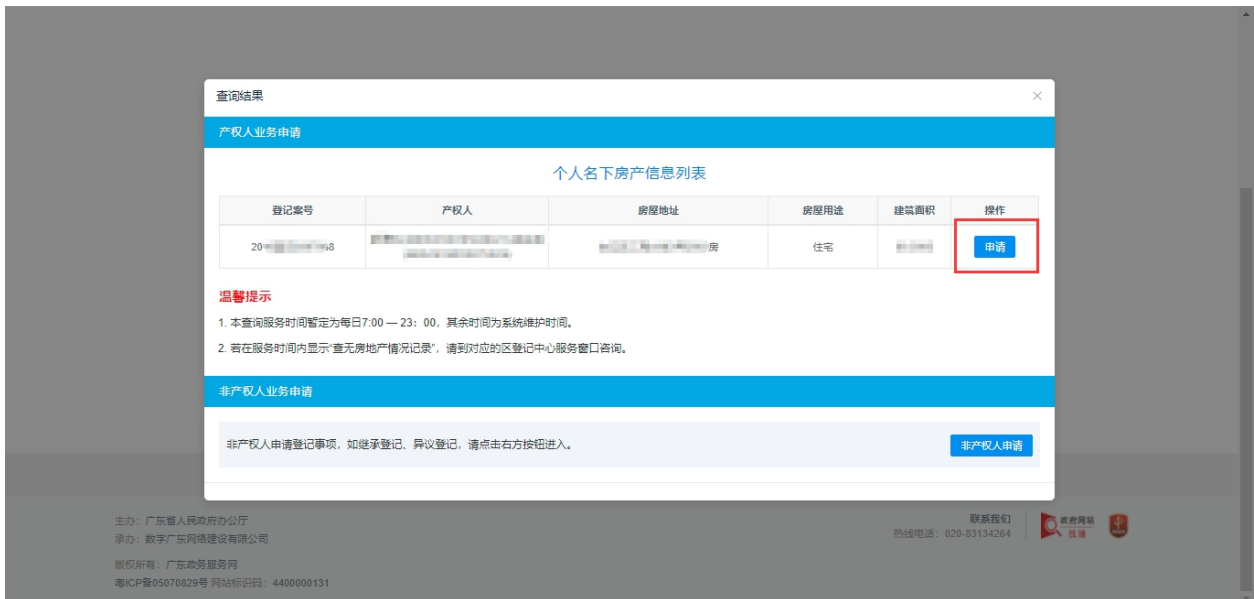 查询结果
产权人业务申请
个人名下房产信息列表
登记案号 产权人 房屋地址 房屋用途 建筑面积 操作
20 8 房 住宅 申请
温馨提示
1. 本查询服务时间暂定为每日7:00 — 23：00，其余时间为系统维护时间。
2. 若在服务时间内显示“查无房地产情况记录”，请到对应的区登记中心服务窗口咨询。
非产权人业务申请
非产权人申请登记事项，如继承登记、异议登记，请点击右方按钮进入。 非产权人申请
主办：广东省人民政府办公厅
承办：数字广东网络建设有限公司
版权所有：广东政务服务网
粤ICP备05070829号 网站标识码：4400000131
联系我们
热线电话：020-83134264
政府网站
找错